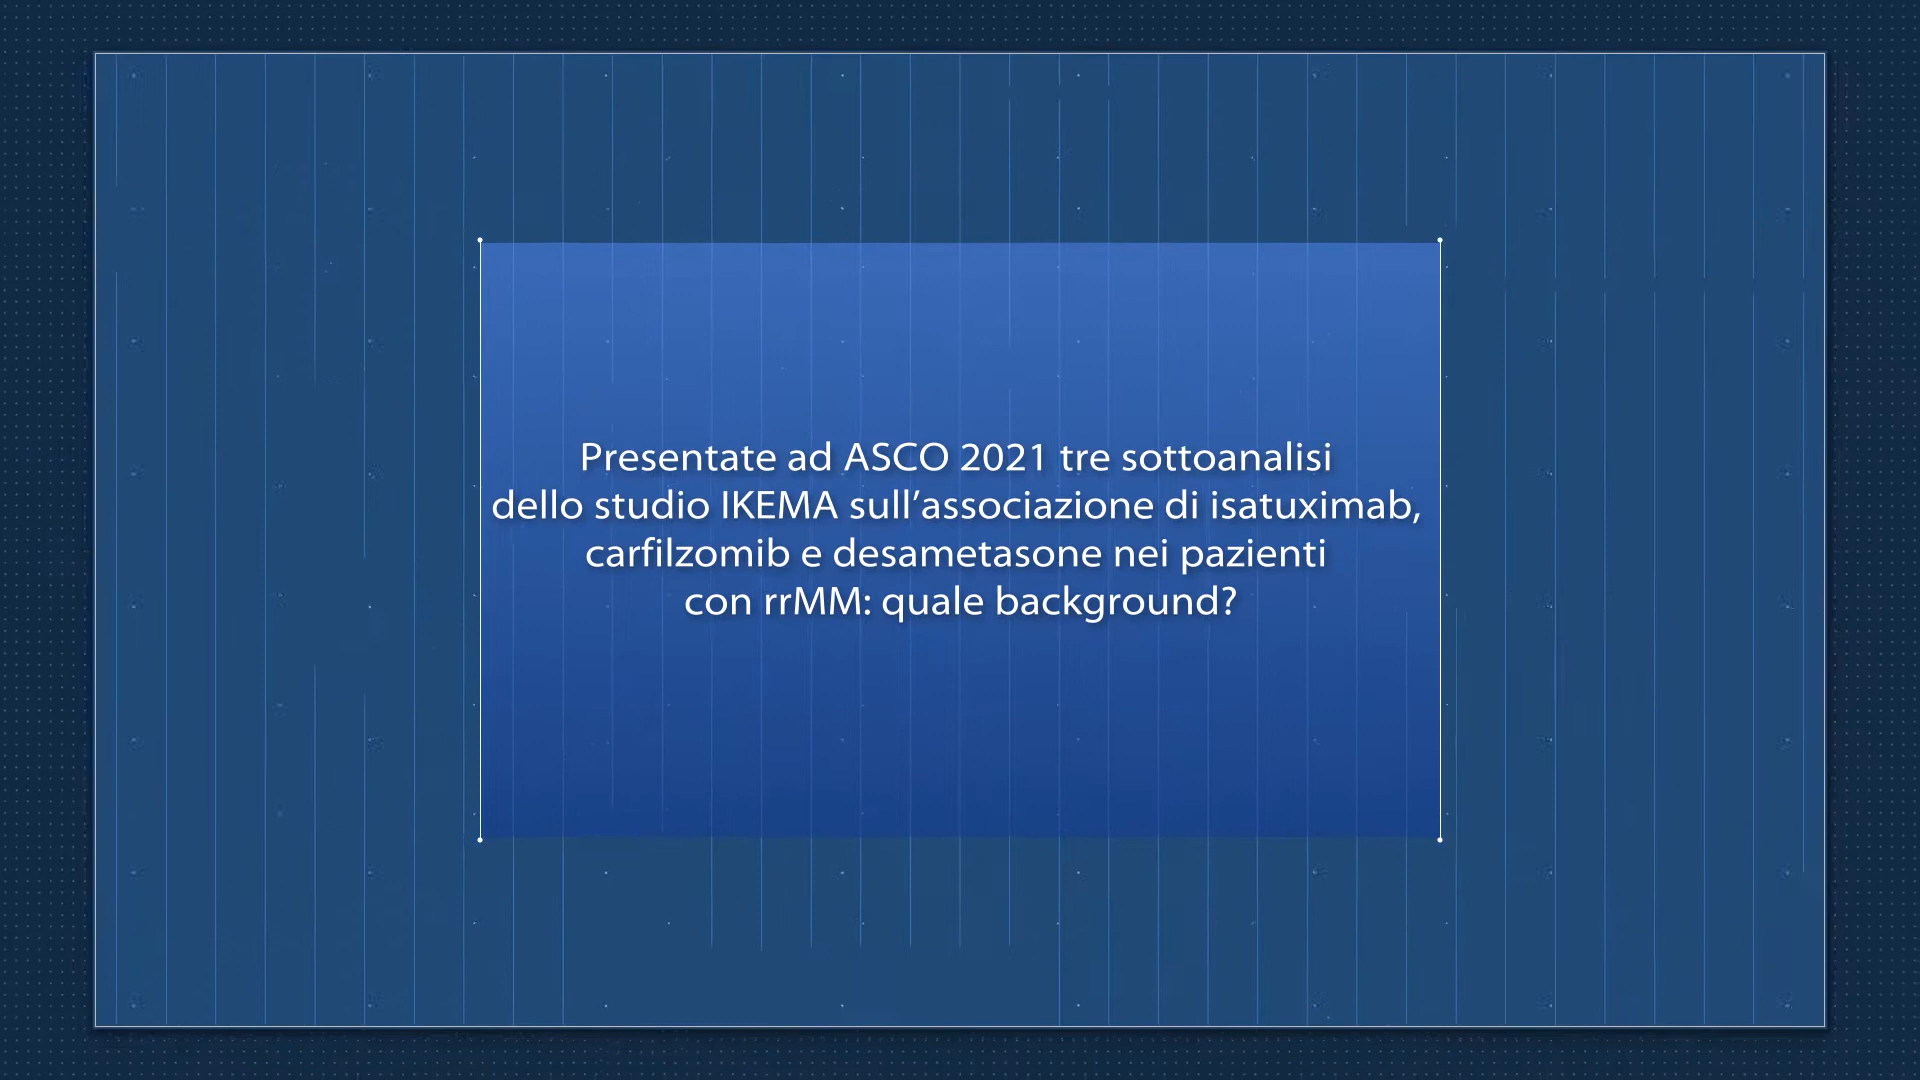 Presentate ad ASCO 2021 tre sottoanalisi
dello studio IKEMA sull’associazione di isatuximab,
carfilzomib e desametasone nei pazienti
con rrMM: quale background?